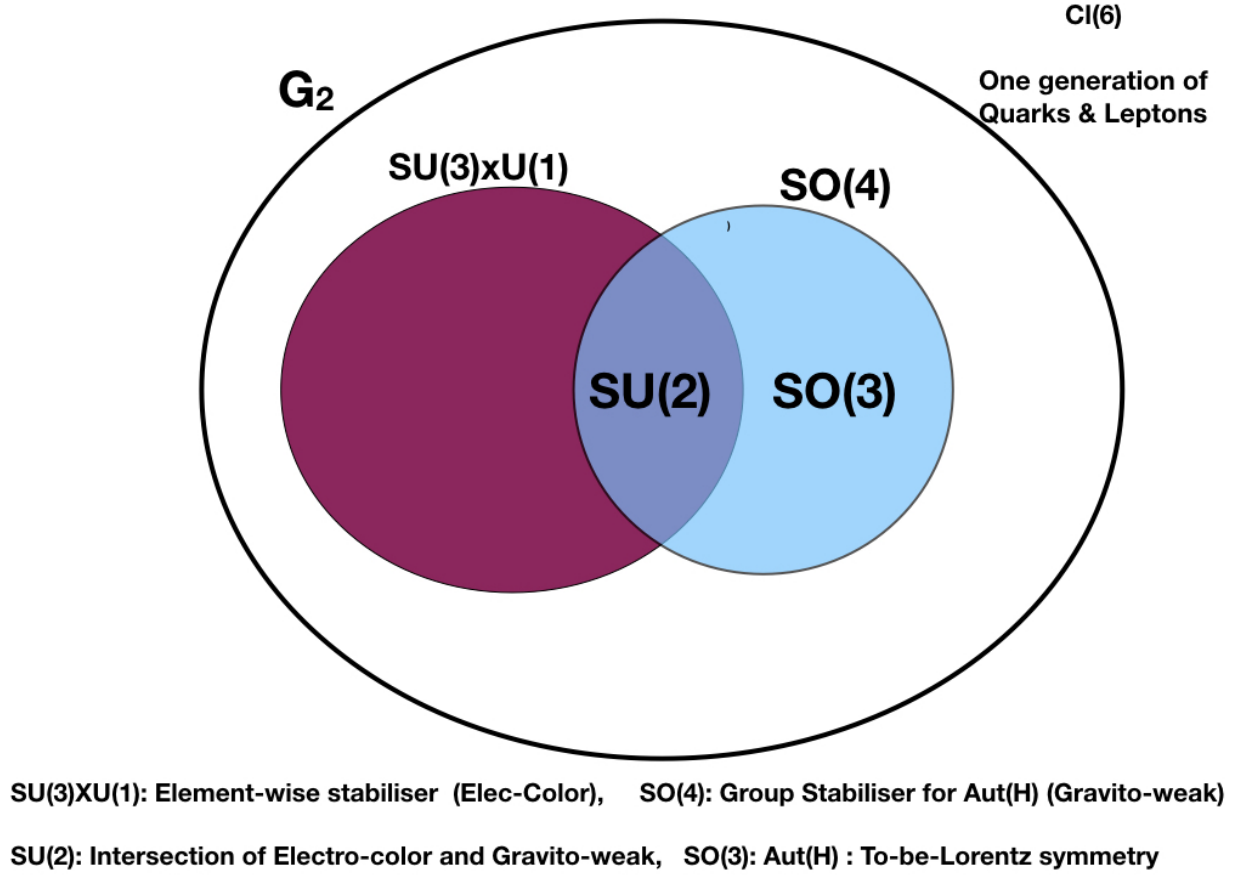 Cl(6)
G₂
One generation of
Quarks & Leptons
SU(3)xU(1)
SO(4)
)
SU(2)
SO(3)
SU(3)XU(1): Element-wise stabiliser (Elec-Color), SO(4): Group Stabiliser for Aut(H) (Gravito-weak)
SU(2): Intersection of Electro-color and Gravito-weak, SO(3): Aut(H) : To-be-Lorentz symmetry